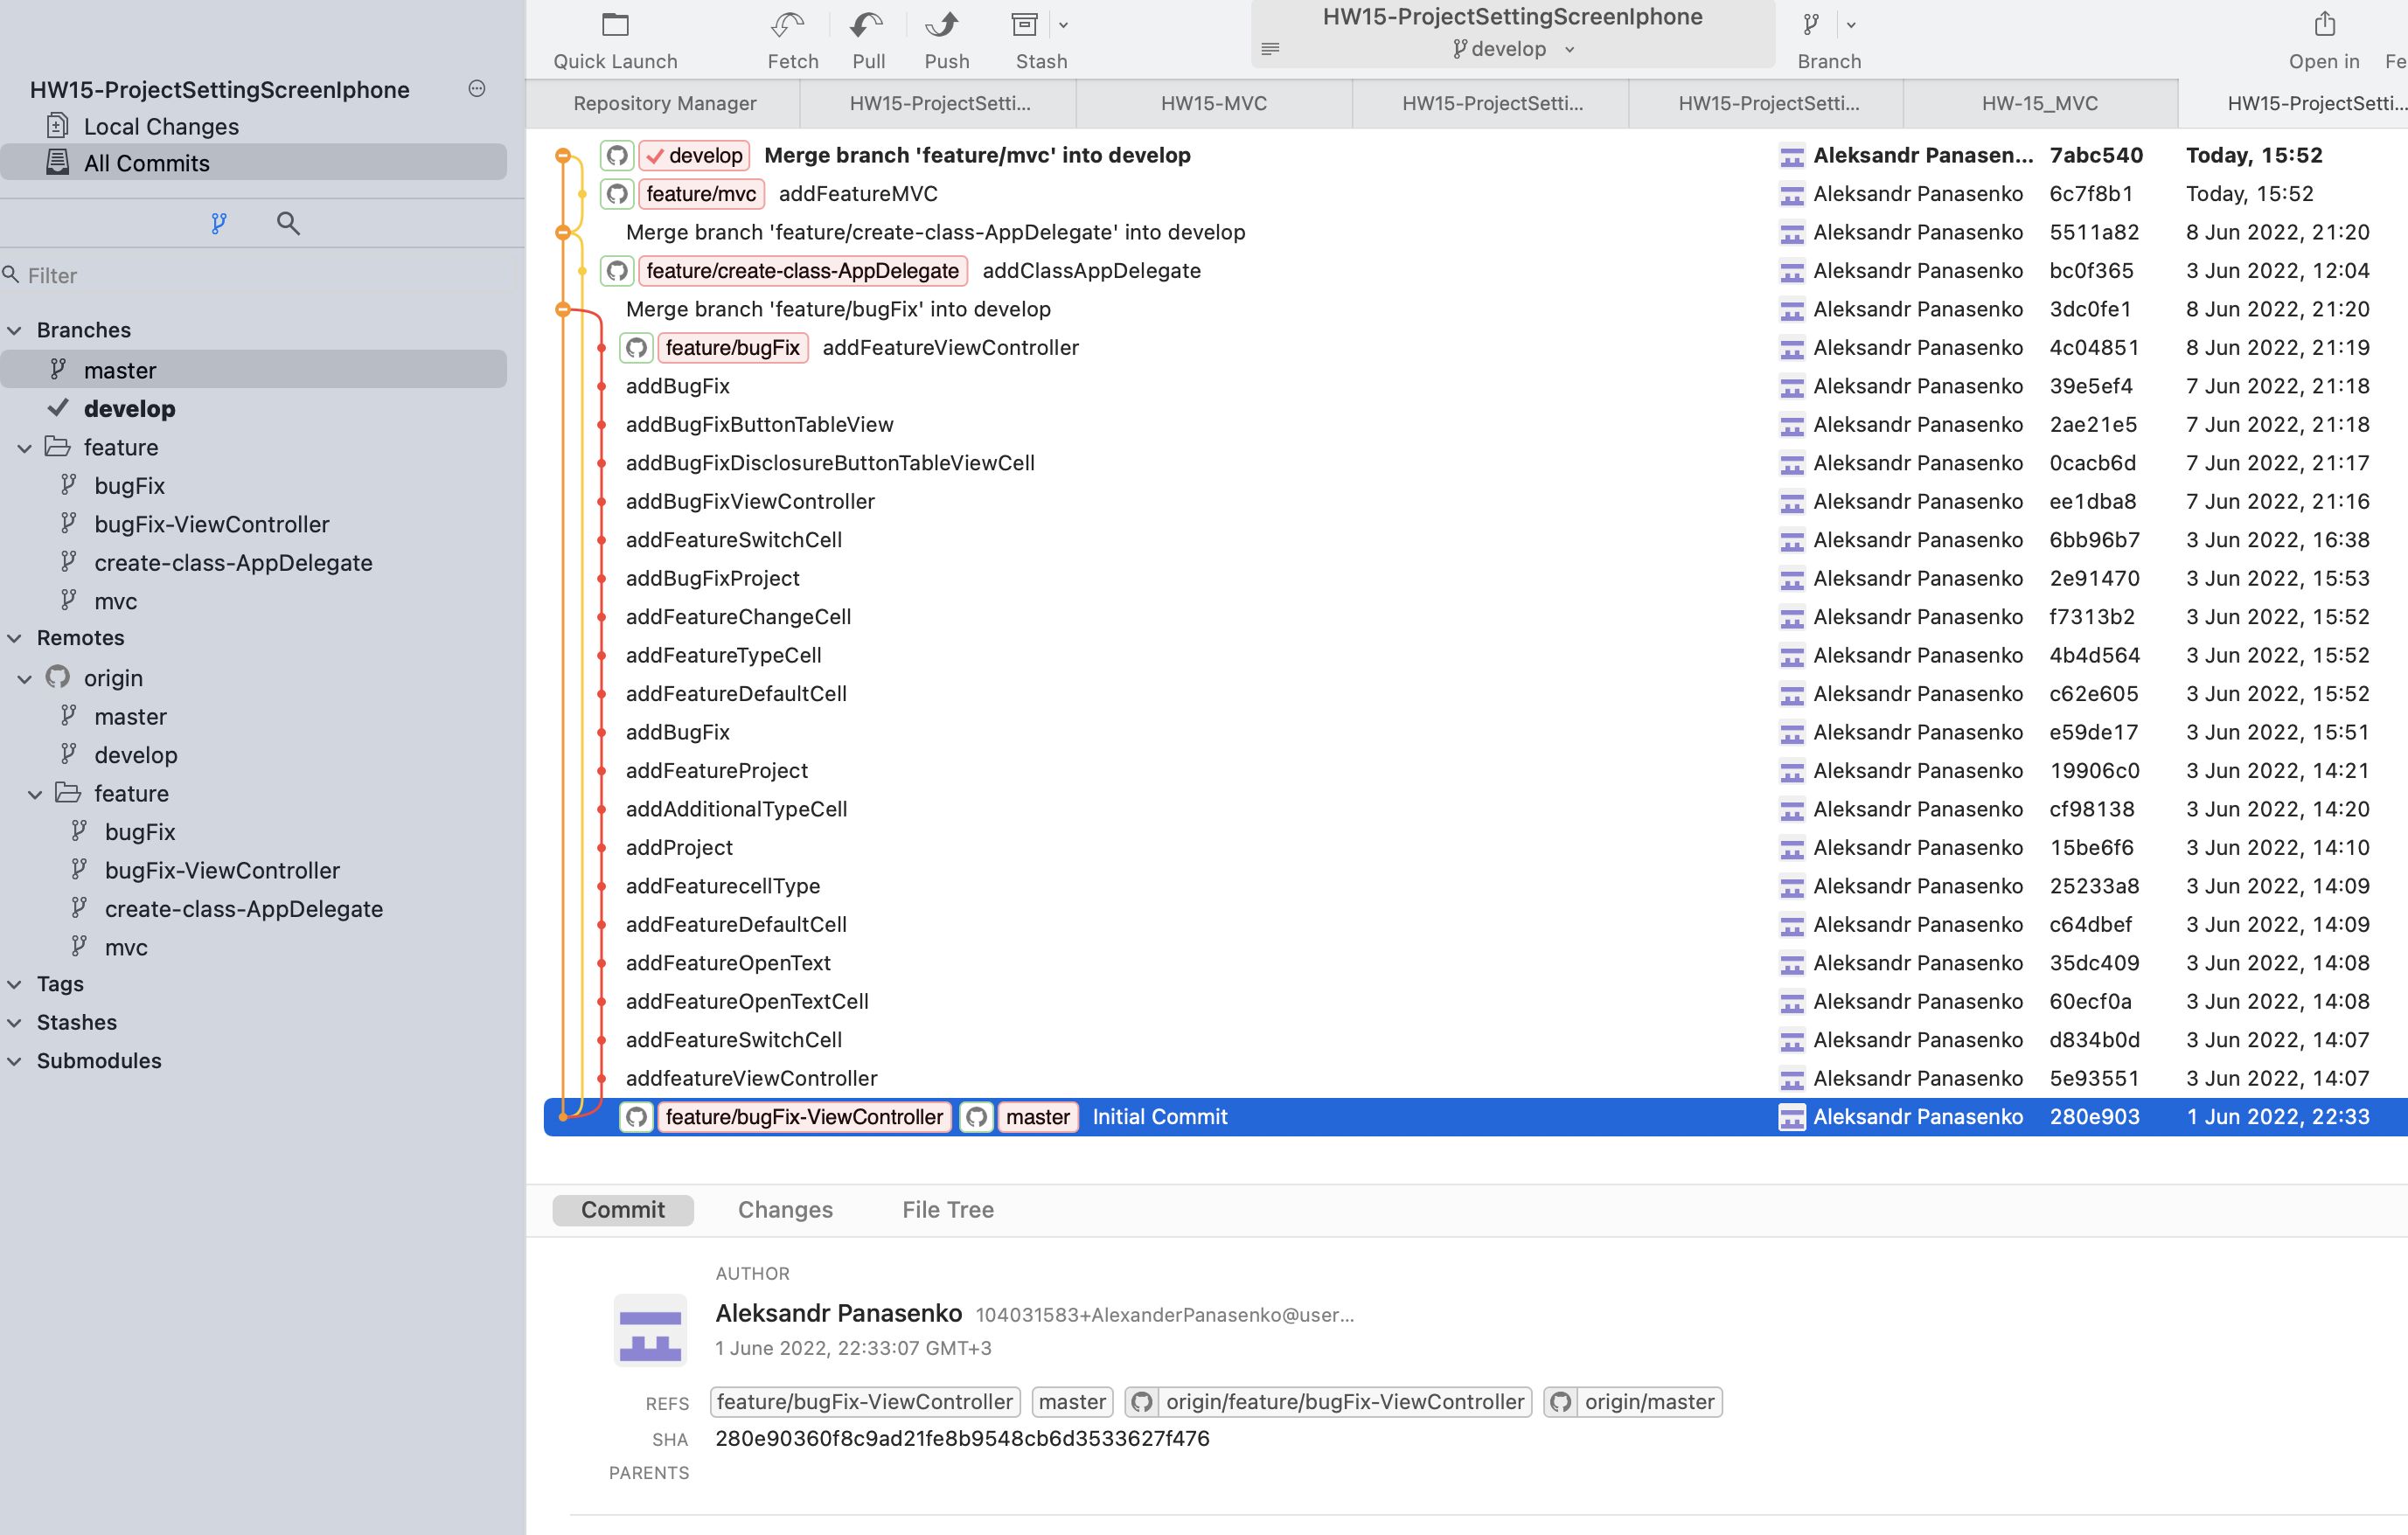 Quick Launch
Fetch
Pull
Push
Stash
HW15-ProjectSettingScreenIphone
develop
Branch
Open in
Fe
HW15-ProjectSettingScreenIphone
Local Changes
All Commits
Filter
Branches
master
develop
feature
bugFix
bugFix-ViewController
create-class-AppDelegate
mvc
Remotes
origin
master
develop
feature
bugFix
bugFix-ViewController
create-class-AppDelegate
mvc
Tags
Stashes
Submodules
Repository Manager
HW15-ProjectSetti...
HW15-MVC
HW15-ProjectSetti...
HW15-ProjectSetti...
HW-15_MVC
HW15-ProjectSetti...
develop Merge branch 'feature/mvc' into develop Aleksandr Panasen... 7abc540 Today, 15:52
feature/mvc addFeatureMVC Aleksandr Panasenko 6c7f8b1 Today, 15:52
Merge branch 'feature/create-class-AppDelegate' into develop Aleksandr Panasenko 5511a82 8 Jun 2022, 21:20
feature/create-class-AppDelegate addClassAppDelegate Aleksandr Panasenko bc0f365 3 Jun 2022, 12:04
Merge branch 'feature/bugFix' into develop Aleksandr Panasenko 3dc0fe1 8 Jun 2022, 21:20
feature/bugFix addFeatureViewController Aleksandr Panasenko 4c04851 8 Jun 2022, 21:19
addBugFix Aleksandr Panasenko 39e5ef4 7 Jun 2022, 21:18
addBugFixButtonTableView Aleksandr Panasenko 2ae21e5 7 Jun 2022, 21:18
addBugFixDisclosureButtonTableViewCell Aleksandr Panasenko 0cacb6d 7 Jun 2022, 21:17
addBugFixViewController Aleksandr Panasenko ee1dba8 7 Jun 2022, 21:16
addFeatureSwitchCell Aleksandr Panasenko 6bb96b7 3 Jun 2022, 16:38
addBugFixProject Aleksandr Panasenko 2e91470 3 Jun 2022, 15:53
addFeatureChangeCell Aleksandr Panasenko f7313b2 3 Jun 2022, 15:52
addFeatureTypeCell Aleksandr Panasenko 4b4d564 3 Jun 2022, 15:52
addFeatureDefaultCell Aleksandr Panasenko c62e605 3 Jun 2022, 15:52
addBugFix Aleksandr Panasenko e59de17 3 Jun 2022, 15:51
addFeatureProject Aleksandr Panasenko 19906c0 3 Jun 2022, 14:21
addAdditionalTypeCell Aleksandr Panasenko cf98138 3 Jun 2022, 14:20
addProject Aleksandr Panasenko 15be6f6 3 Jun 2022, 14:10
addFeaturecellType Aleksandr Panasenko 25233a8 3 Jun 2022, 14:09
addFeatureDefaultCell Aleksandr Panasenko c64dbef 3 Jun 2022, 14:09
addFeatureOpenText Aleksandr Panasenko 35dc409 3 Jun 2022, 14:08
addFeatureOpenTextCell Aleksandr Panasenko 60ecf0a 3 Jun 2022, 14:08
addFeatureSwitchCell Aleksandr Panasenko d834b0d 3 Jun 2022, 14:07
addfeatureViewController Aleksandr Panasenko 5e93551 3 Jun 2022, 14:07
feature/bugFix-ViewController master Initial Commit Aleksandr Panasenko 280e903 1 Jun 2022, 22:33
Commit
Changes
File Tree
AUTHOR
Aleksandr Panasenko 104031583+AlexanderPanasenko@user...
1 June 2022, 22:33:07 GMT+3
REFS feature/bugFix-ViewController master origin/feature/bugFix-ViewController origin/master
SHA 280e90360f8c9ad21fe8b9548cb6d3533627f476
PARENTS